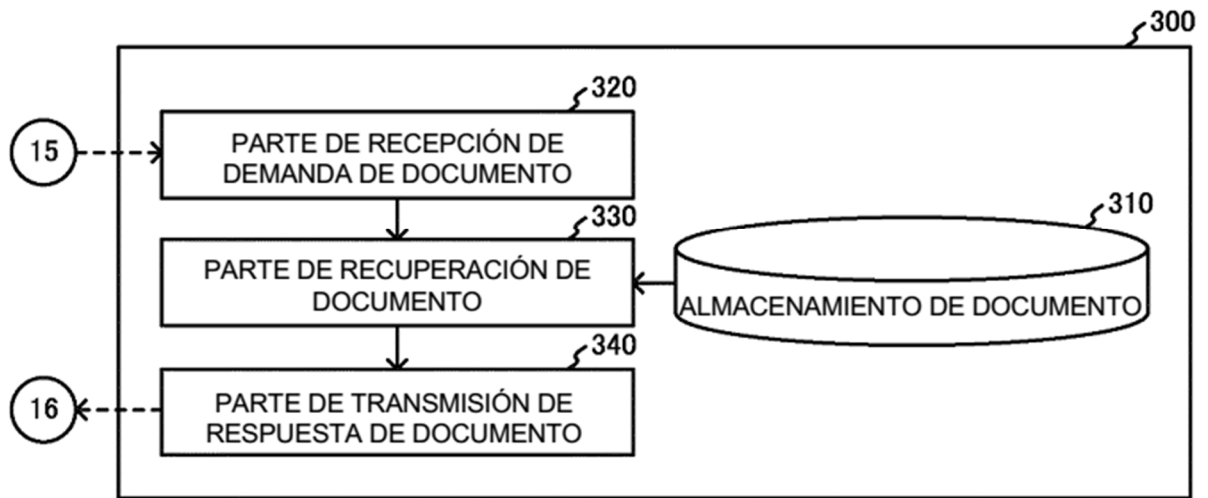 300
320
15
PARTE DE RECEPCIÓN DE
DEMANDA DE DOCUMENTO
330
310
PARTE DE RECUPERACIÓN DE
DOCUMENTO
ALMACENAMIENTO DE DOCUMENTO
340
16
PARTE DE TRANSMISIÓN DE
RESPUESTA DE DOCUMENTO